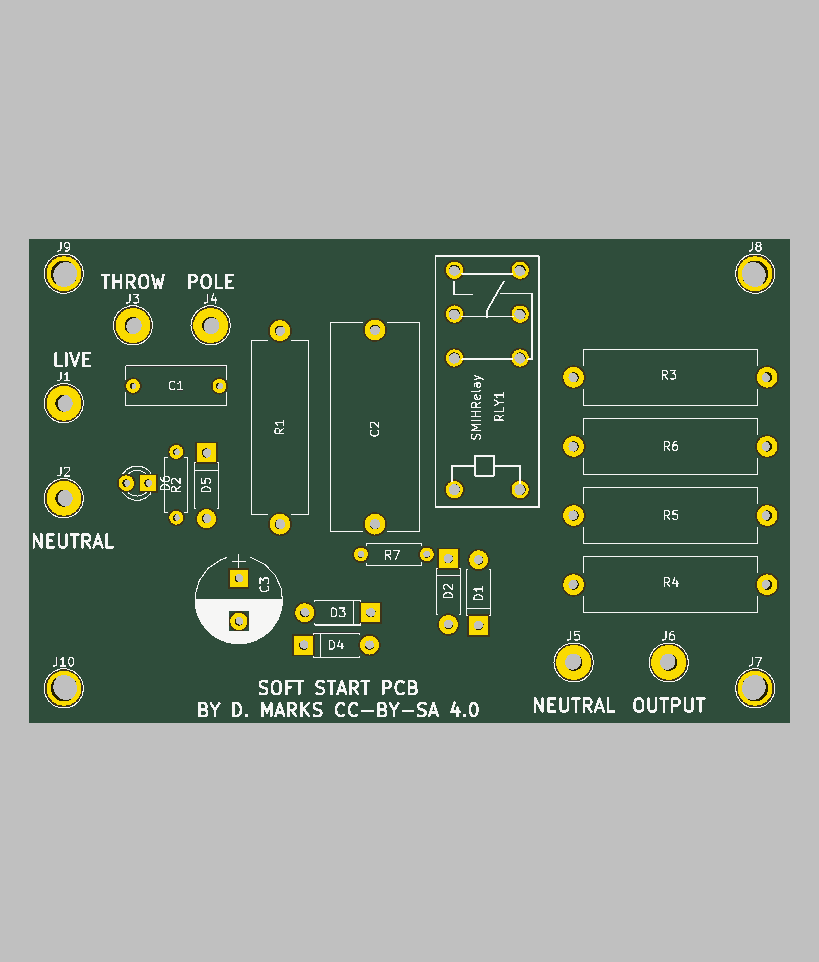 J9
J8
THROW POLE
J3
J4
LIVE
J1
C1
R3
SMIHRelay
RLY1
R1
C2
R6
J2
D6
R2
D5
R5
NEUTRAL
R7
C3
D2
D1
R4
D3
D4
J5
J6
J10
J7
SOFT START PCB
NEUTRAL OUTPUT
BY D. MARKS CC-BY-SA 4.0